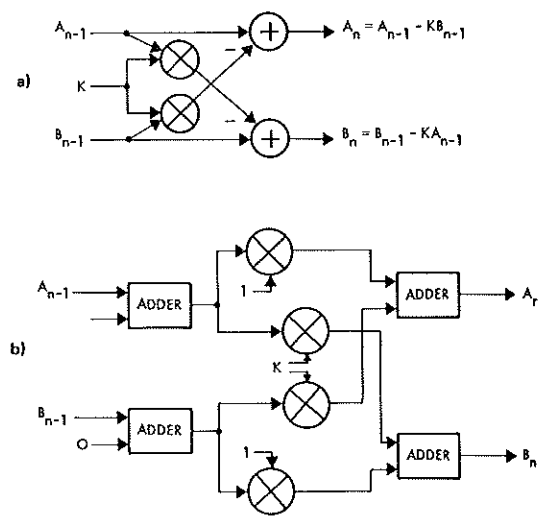 A_{n-1}
A_n = A_{n-1} - KB_{n-1}
−
a)
K
−
B_{n-1}
B_n = B_{n-1} - KA_{n-1}
A_{n-1}
ADDER
1
ADDER
A_r
b)
K
B_{n-1}
O
ADDER
1
ADDER
B_n